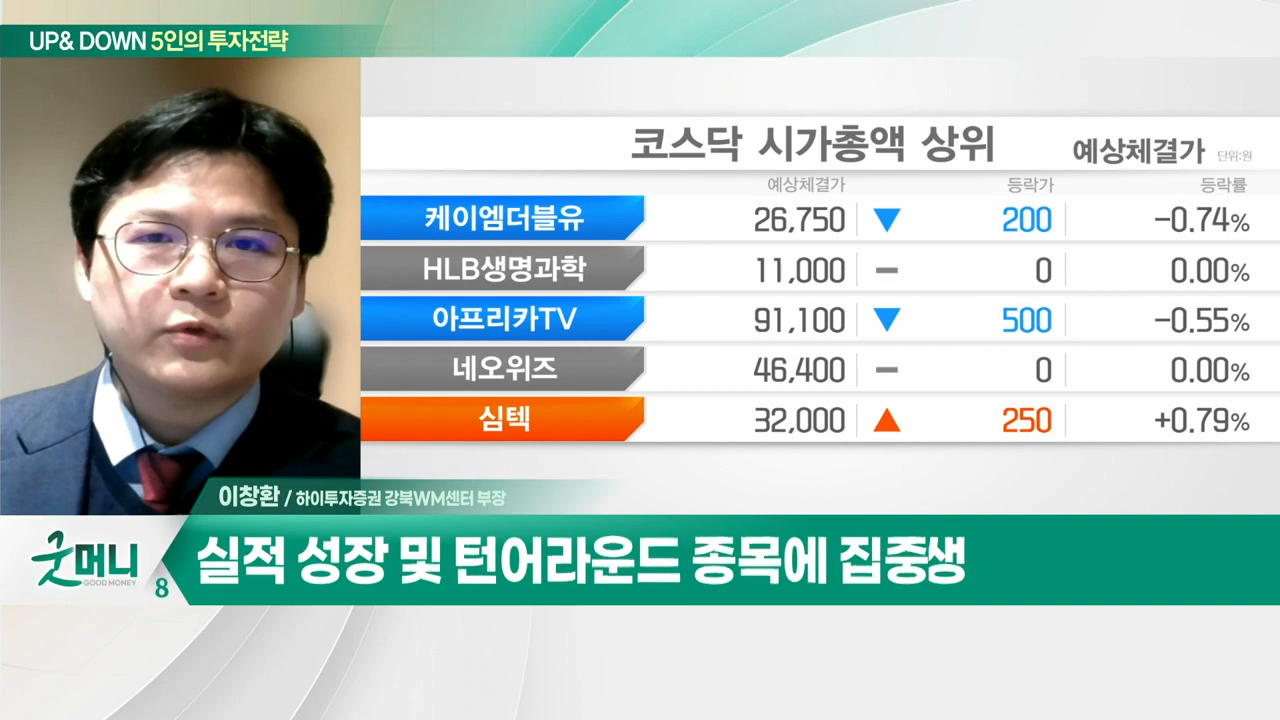 UP& DOWN 5인의 투자전략
코스닥 시가총액 상위 예상체결가 단위:원
예상체결가 등락가 등락률
케이엠더블유 26,750 ▼ 200 -0.74%
HLB생명과학 11,000 - 0 0.00%
아프리카TV 91,100 ▼ 500 -0.55%
네오위즈 46,400 - 0 0.00%
심텍 32,000 ▲ 250 +0.79%
이창환 / 하이투자증권 강북WM센터 부장
굿머니
GOOD MONEY
8
실적 성장 및 턴어라운드 종목에 집중생